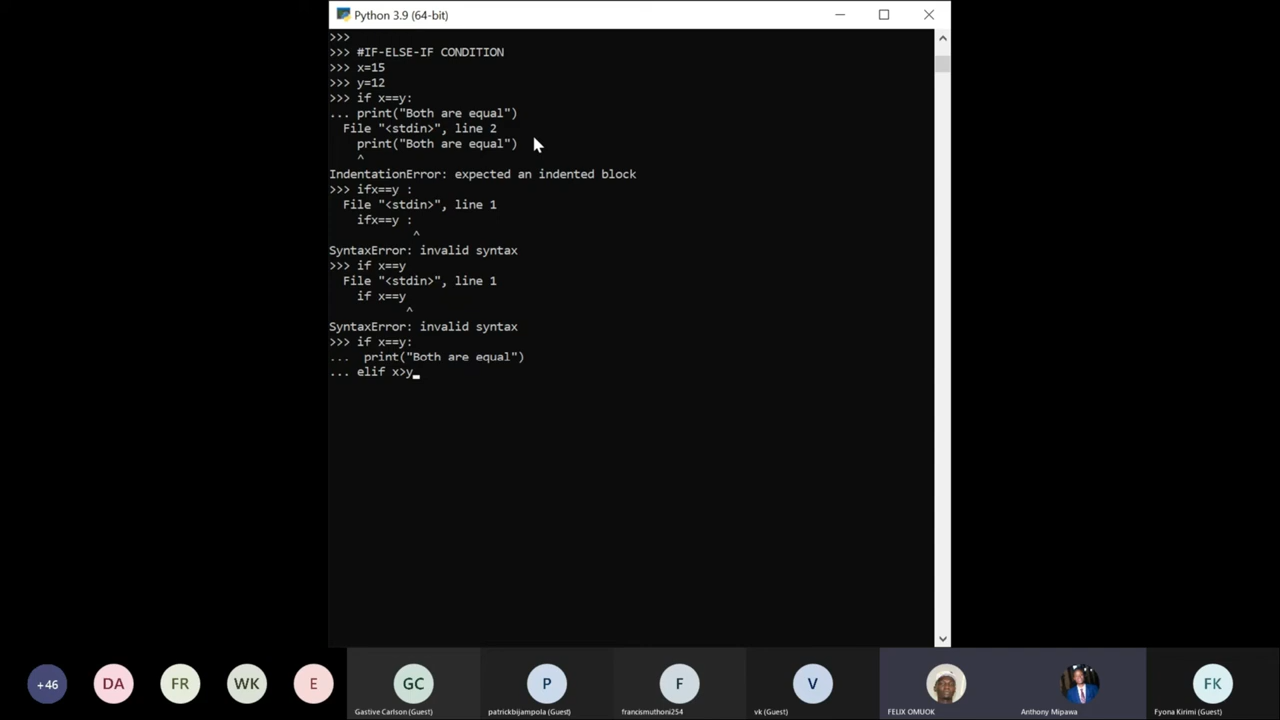 Python 3.9 (64-bit)
>>>
>>> #IF-ELSE-IF CONDITION
>>> x=15
>>> y=12
>>> if x==y:
... print("Both are equal")
  File "<stdin>", line 2
    print("Both are equal")
    ^
IndentationError: expected an indented block
>>> ifx==y :
  File "<stdin>", line 1
    ifx==y :
            ^
SyntaxError: invalid syntax
>>> if x==y
  File "<stdin>", line 1
    if x==y
           ^
SyntaxError: invalid syntax
>>> if x==y:
...  print("Both are equal")
... elif x>y_
+46 DA FR WK E GC P F V FK
Gastive Carlson(Guest) patrickbijampola (Guest) francismuthoni254 vk (Guest) FELIX OMUOK Anthony Mipawa Fyona Kirimi (Guest)